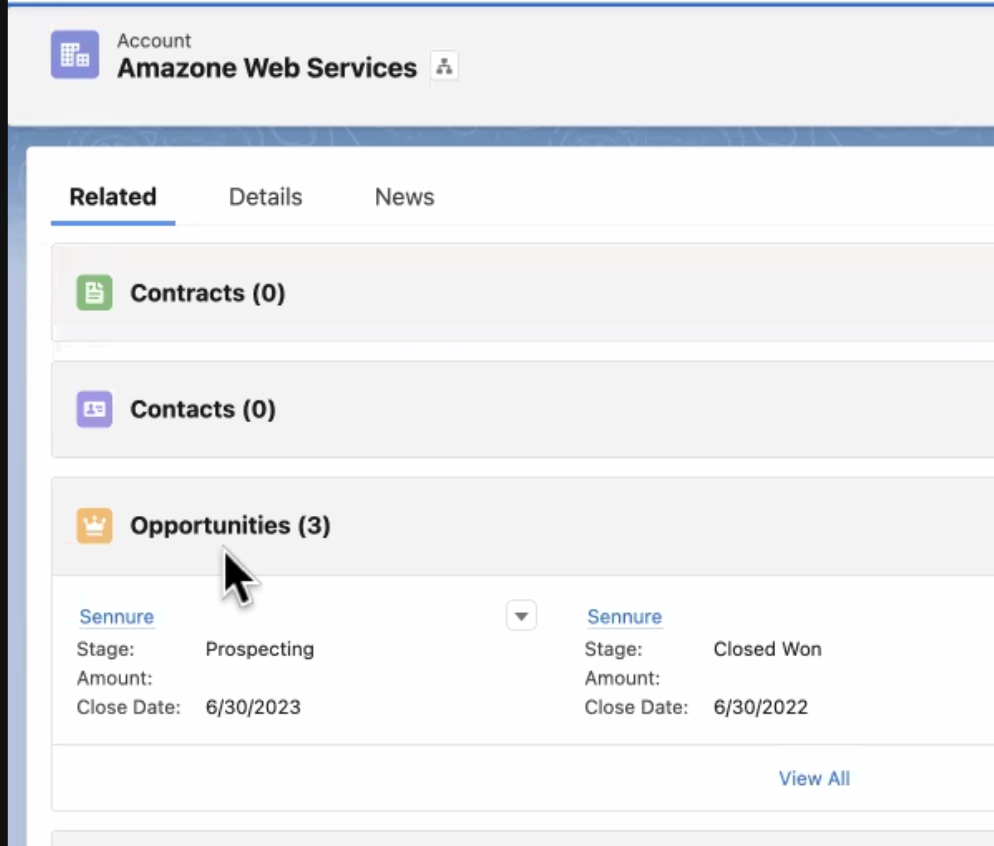 Account
Amazone Web Services
Related Details News
Contracts (0)
Contacts (0)
Opportunities (3)
Sennure Sennure
Stage: Prospecting Stage: Closed Won
Amount: Amount:
Close Date: 6/30/2023 Close Date: 6/30/2022
View All